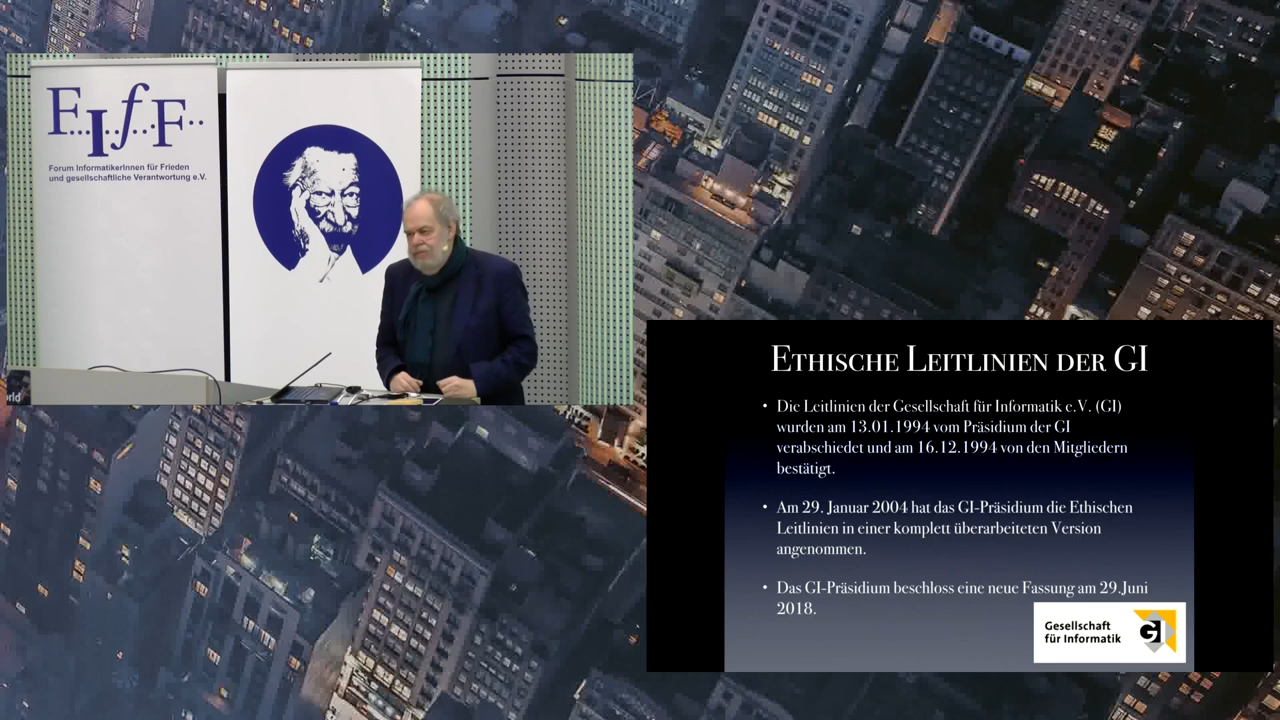 F..I..f..F..
Forum InformatikerInnen für Frieden
und gesellschaftliche Verantwortung e.V.
Ethische Leitlinien der GI
• Die Leitlinien der Gesellschaft für Informatik e.V. (GI)
wurden am 13.01.1994 vom Präsidium der GI
verabschiedet und am 16.12.1994 von den Mitgliedern
bestätigt.
• Am 29. Januar 2004 hat das GI-Präsidium die Ethischen
Leitlinien in einer komplett überarbeiteten Version
angenommen.
• Das GI-Präsidium beschloss eine neue Fassung am 29.Juni
2018.
Gesellschaft
für Informatik
GI